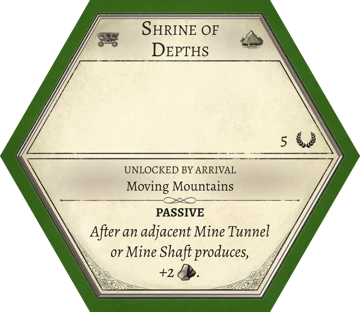 Shrine of
Depths
5
UNLOCKED BY ARRIVAL
Moving Mountains
PASSIVE
After an adjacent Mine Tunnel
or Mine Shaft produces,
+2 .